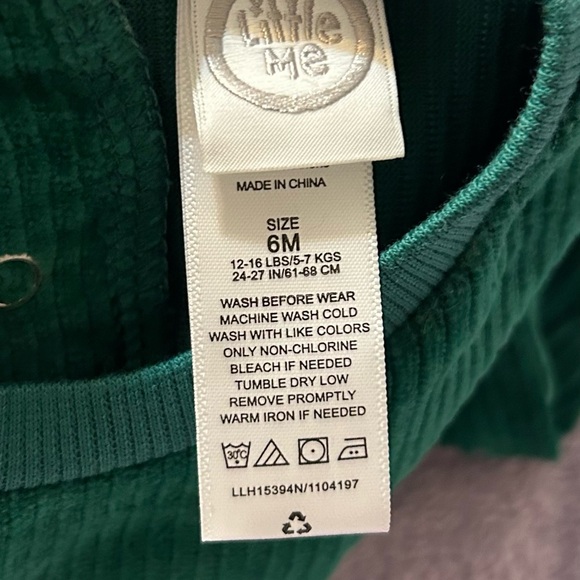 Little
Me
MADE IN CHINA
SIZE
6M
12-16 LBS/5-7 KGS
24-27 IN/61-68 CM
WASH BEFORE WEAR
MACHINE WASH COLD
WASH WITH LIKE COLORS
ONLY NON-CHLORINE
BLEACH IF NEEDED
TUMBLE DRY LOW
REMOVE PROMPTLY
WARM IRON IF NEEDED
30°C
LLH15394N/1104197